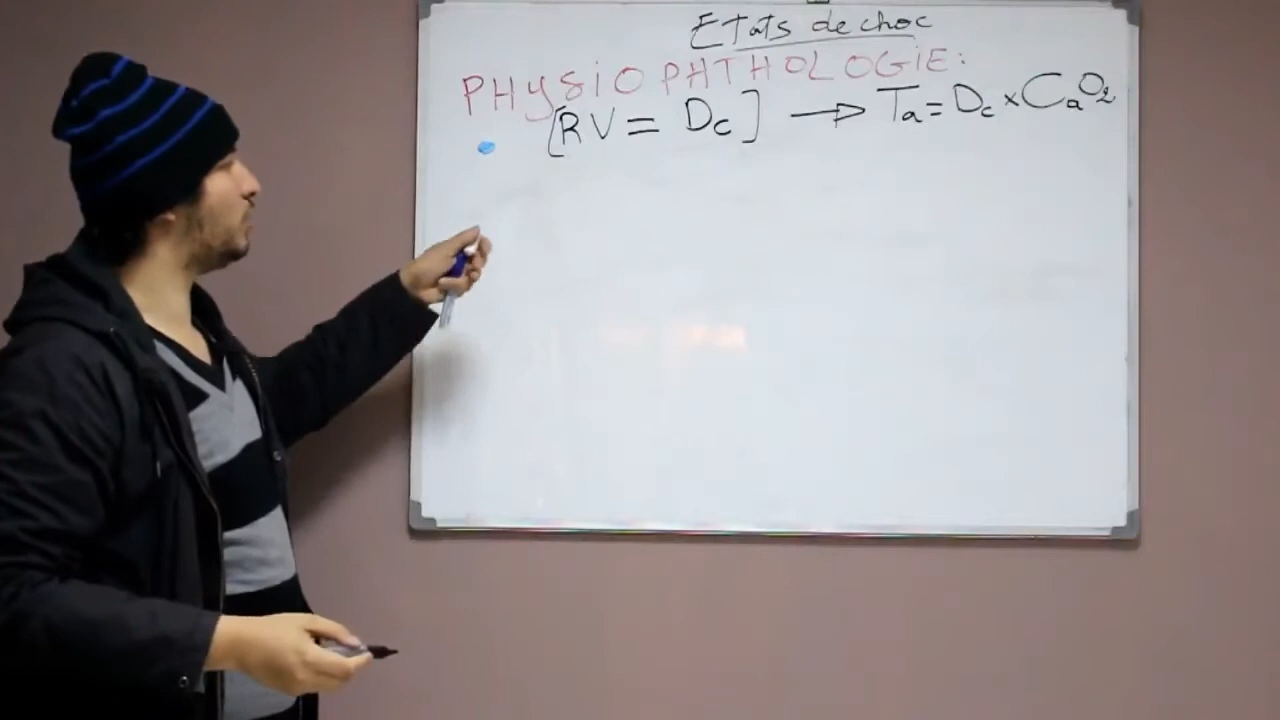 Etats de choc
PHYSIOPHTHOLOGIE:
[RV = Dc] → Ta = Dc × CaO2